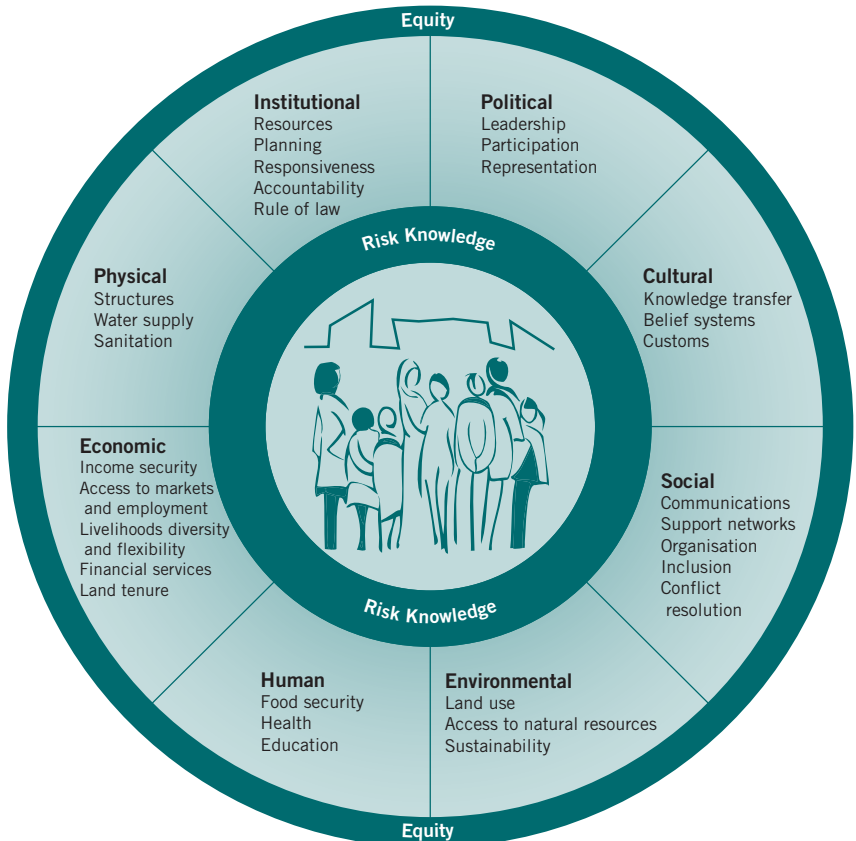 Equity
Institutional
Resources
Planning
Responsiveness
Accountability
Rule of law
Political
Leadership
Participation
Representation
Risk Knowledge
Physical
Structures
Water supply
Sanitation
Cultural
Knowledge transfer
Belief systems
Customs
Economic
Income security
Access to markets
and employment
Livelihoods diversity
and flexibility
Financial services
Land tenure
Social
Communications
Support networks
Organisation
Inclusion
Conflict
resolution
Risk Knowledge
Human
Food security
Health
Education
Environmental
Land use
Access to natural resources
Sustainability
Equity